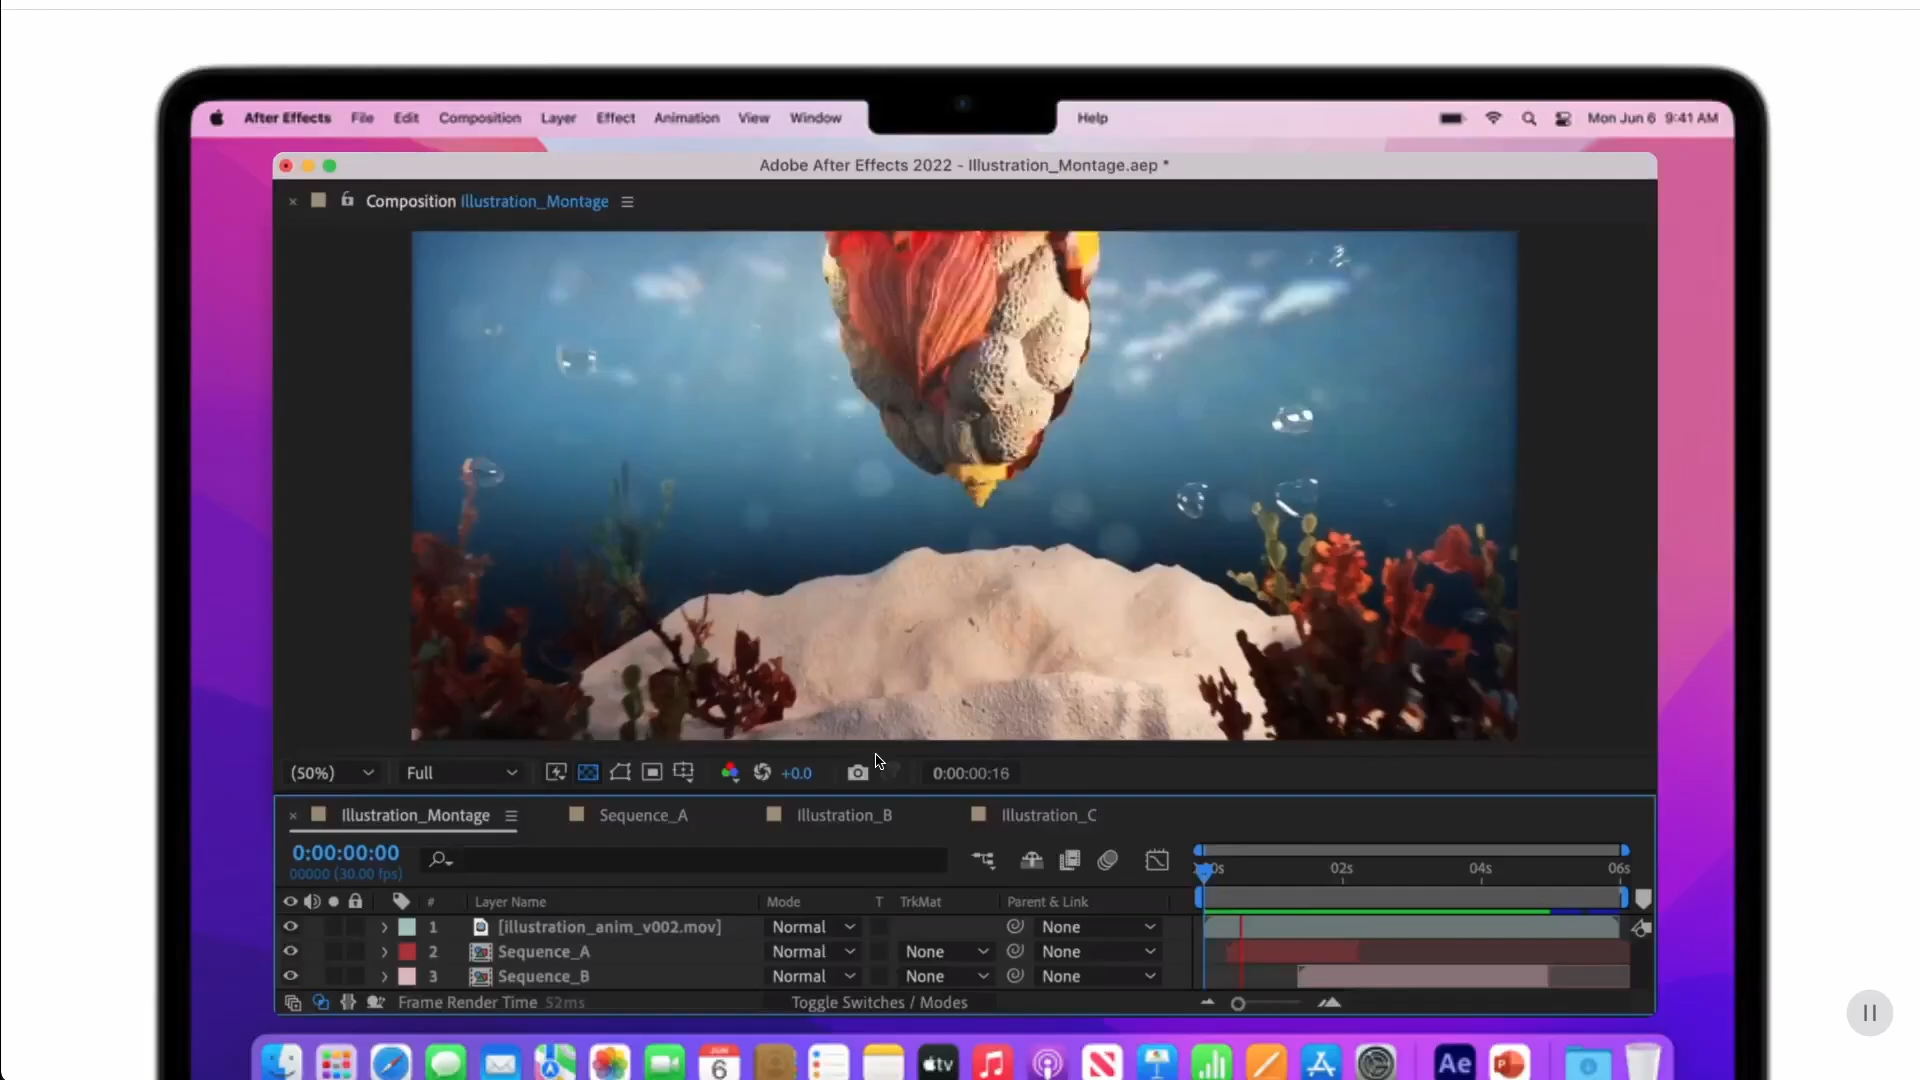 After Effects File Edit Composition Layer Effect Animation View Window Help Mon Jun 6 9:41 AM
Adobe After Effects 2022 - Illustration_Montage.aep *
× Composition Illustration_Montage
(50%) Full +0.0 0:00:00:16
× Illustration_Montage Sequence_A Illustration_B Illustration_C
0:00:00:00
00000 (30.00 fps)
02s 04s 06s
# Layer Name Mode T TrkMat Parent & Link
1 [illustration_anim_v002.mov] Normal None
2 Sequence_A Normal None None
3 Sequence_B Normal None None
Frame Render Time 52ms Toggle Switches / Modes
JUN
6
tv
Ae
P